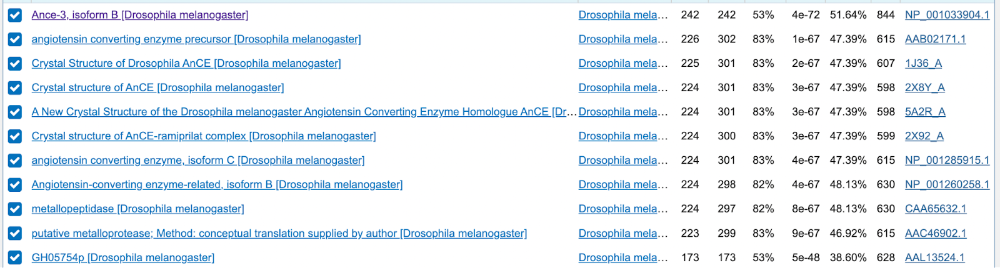 Ance-3, isoform B [Drosophila melanogaster] Drosophila mela... 242 242 53% 4e-72 51.64% 844 NP_001033904.1
angiotensin converting enzyme precursor [Drosophila melanogaster] Drosophila mela... 226 302 83% 1e-67 47.39% 615 AAB02171.1
Crystal Structure of Drosophila AnCE [Drosophila melanogaster] Drosophila mela... 225 301 83% 2e-67 47.39% 607 1J36_A
Crystal structure of AnCE [Drosophila melanogaster] Drosophila mela... 224 301 83% 3e-67 47.39% 598 2X8Y_A
A New Crystal Structure of the Drosophila melanogaster Angiotensin Converting Enzyme Homologue AnCE [Dr... Drosophila mela... 224 301 83% 3e-67 47.39% 598 5A2R_A
Crystal structure of AnCE-ramiprilat complex [Drosophila melanogaster] Drosophila mela... 224 300 83% 3e-67 47.39% 599 2X92_A
angiotensin converting enzyme, isoform C [Drosophila melanogaster] Drosophila mela... 224 301 83% 4e-67 47.39% 615 NP_001285915.1
Angiotensin-converting enzyme-related, isoform B [Drosophila melanogaster] Drosophila mela... 224 298 82% 4e-67 48.13% 630 NP_001260258.1
metallopeptidase [Drosophila melanogaster] Drosophila mela... 224 297 82% 8e-67 48.13% 630 CAA65632.1
putative metalloprotease; Method: conceptual translation supplied by author [Drosophila melanogaster] Drosophila mela... 223 299 83% 9e-67 46.92% 615 AAC46902.1
GH05754p [Drosophila melanogaster] Drosophila mela... 173 173 53% 5e-48 38.60% 628 AAL13524.1